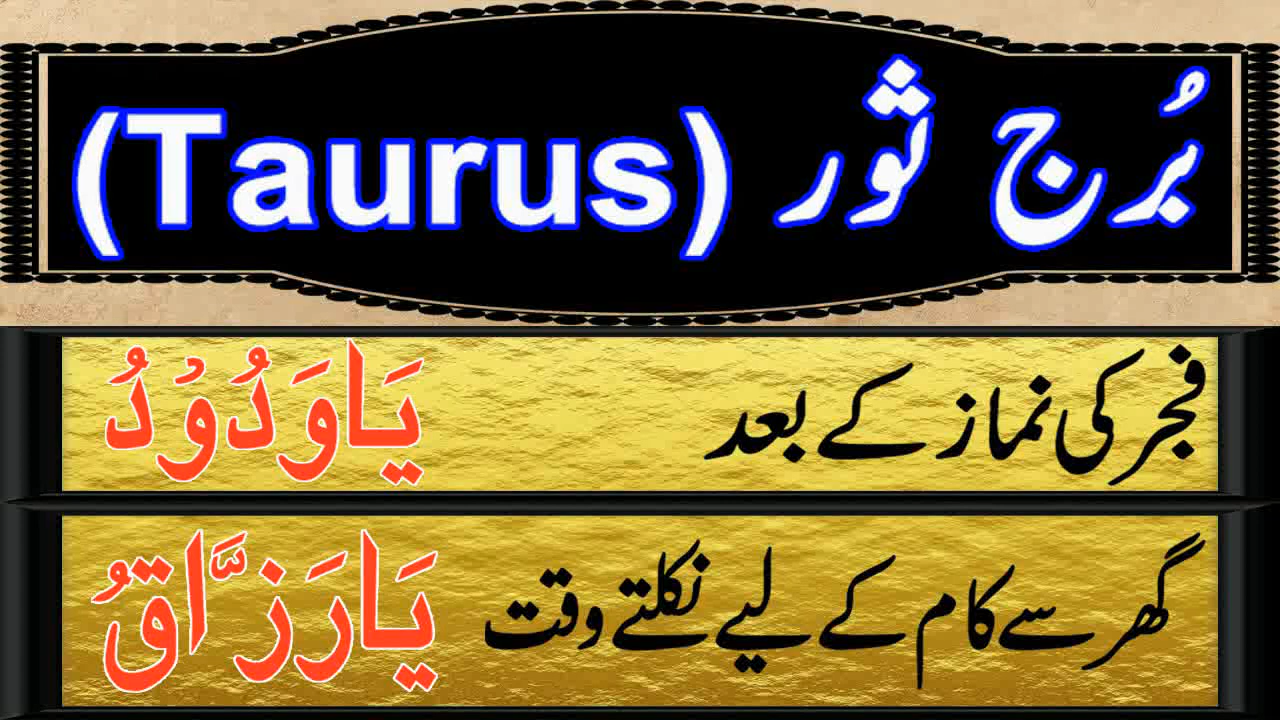 بُرج ثور (Taurus)
فجر کی نماز کے بعد يَاوَدُوْدُ
گھر سے کام کے لیے نکلتے وقت يَارَزَّاقُ